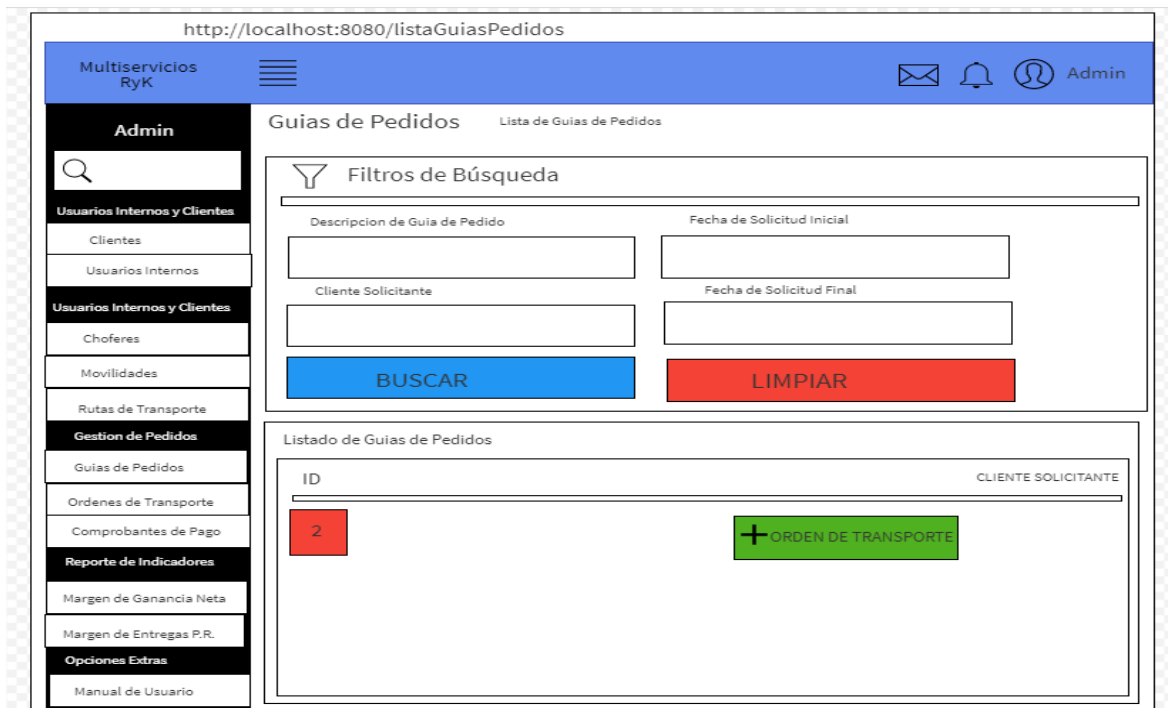 http://localhost:8080/listaGuiasPedidos
Multiservicios
RyK
Admin
Admin
Usuarios Internos y Clientes
Clientes
Usuarios Internos
Usuarios Internos y Clientes
Choferes
Movilidades
Rutas de Transporte
Gestion de Pedidos
Guias de Pedidos
Ordenes de Transporte
Comprobantes de Pago
Reporte de Indicadores
Margen de Ganancia Neta
Margen de Entregas P.R.
Opciones Extras
Manual de Usuario
Guias de Pedidos
Lista de Guias de Pedidos
Filtros de Búsqueda
Descripcion de Guia de Pedido
Fecha de Solicitud Inicial
Cliente Solicitante
Fecha de Solicitud Final
BUSCAR
LIMPIAR
Listado de Guias de Pedidos
ID
CLIENTE SOLICITANTE
2
ORDEN DE TRANSPORTE